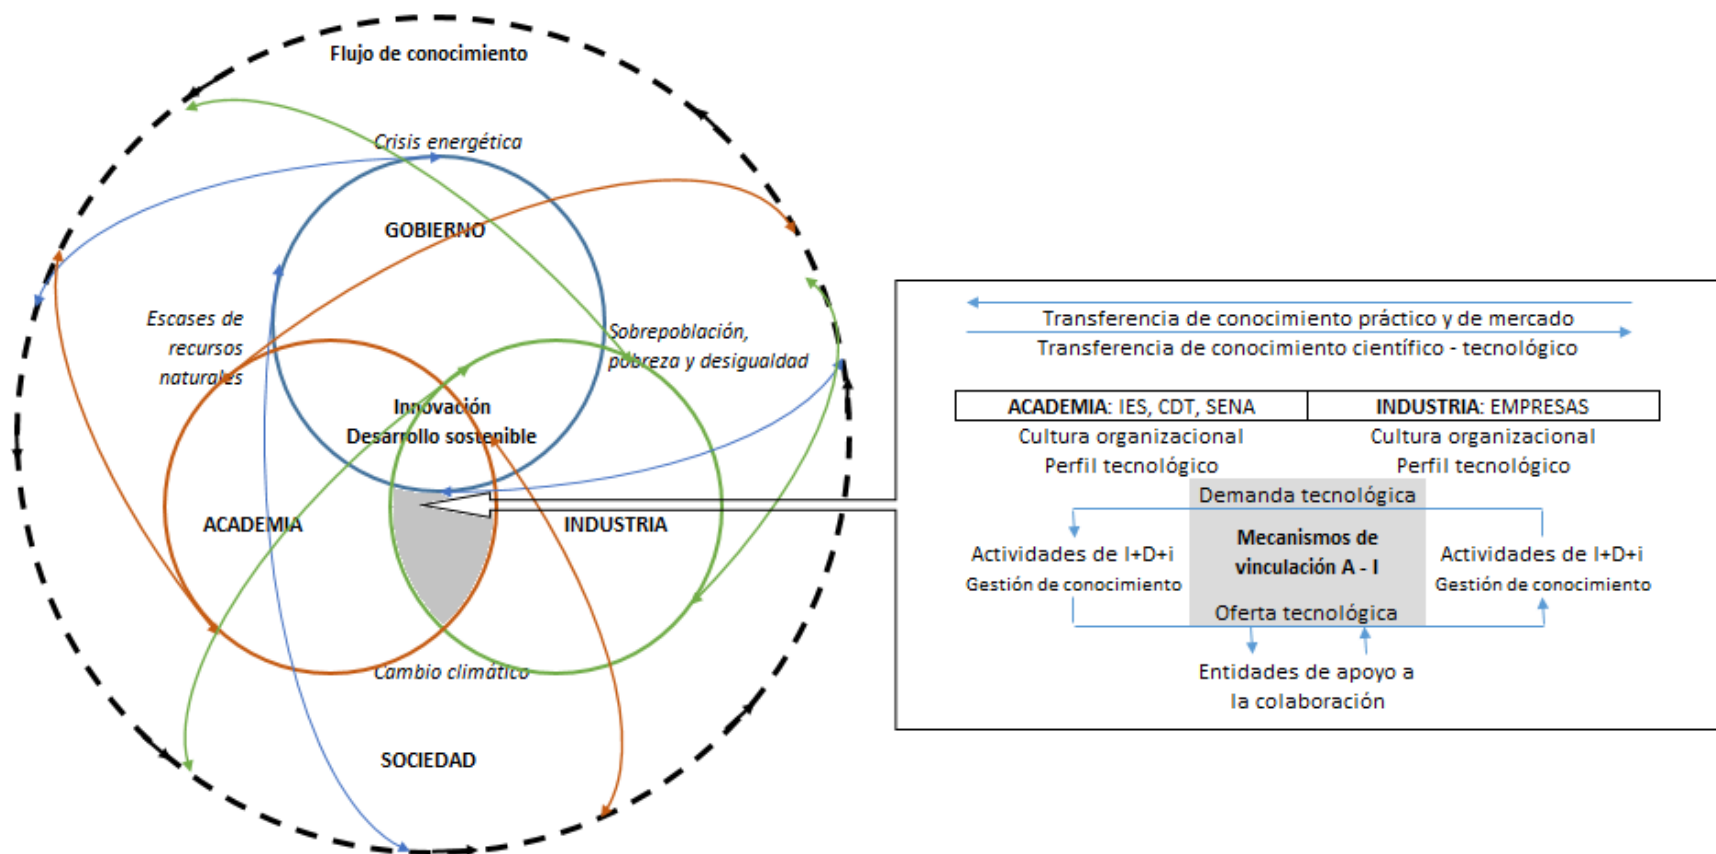 Flujo de conocimiento
Crisis energética
GOBIERNO
Escases de
recursos
naturales
Sobrepoblación,
pobreza y desigualdad
Innovación
Desarrollo sostenible
ACADEMIA
INDUSTRIA
Cambio climático
SOCIEDAD
Transferencia de conocimiento práctico y de mercado
Transferencia de conocimiento científico - tecnológico
ACADEMIA: IES, CDT, SENA
INDUSTRIA: EMPRESAS
Cultura organizacional
Perfil tecnológico
Cultura organizacional
Perfil tecnológico
Demanda tecnológica
Mecanismos de
vinculación A - I
Actividades de I+D+i
Gestión de conocimiento
Actividades de I+D+i
Gestión de conocimiento
Oferta tecnológica
Entidades de apoyo a
la colaboración